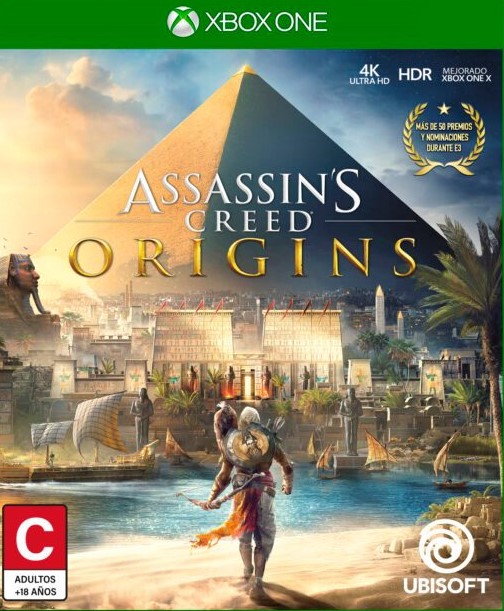 XBOX ONE
4K
ULTRA HD
HDR
MEJORADO
XBOX ONE X
MÁS DE 50 PREMIOS
Y NOMINACIONES
DURANTE E3
ASSASSIN'S
CREED
ORIGINS
C
ADULTOS
+18 AÑOS
UBISOFT